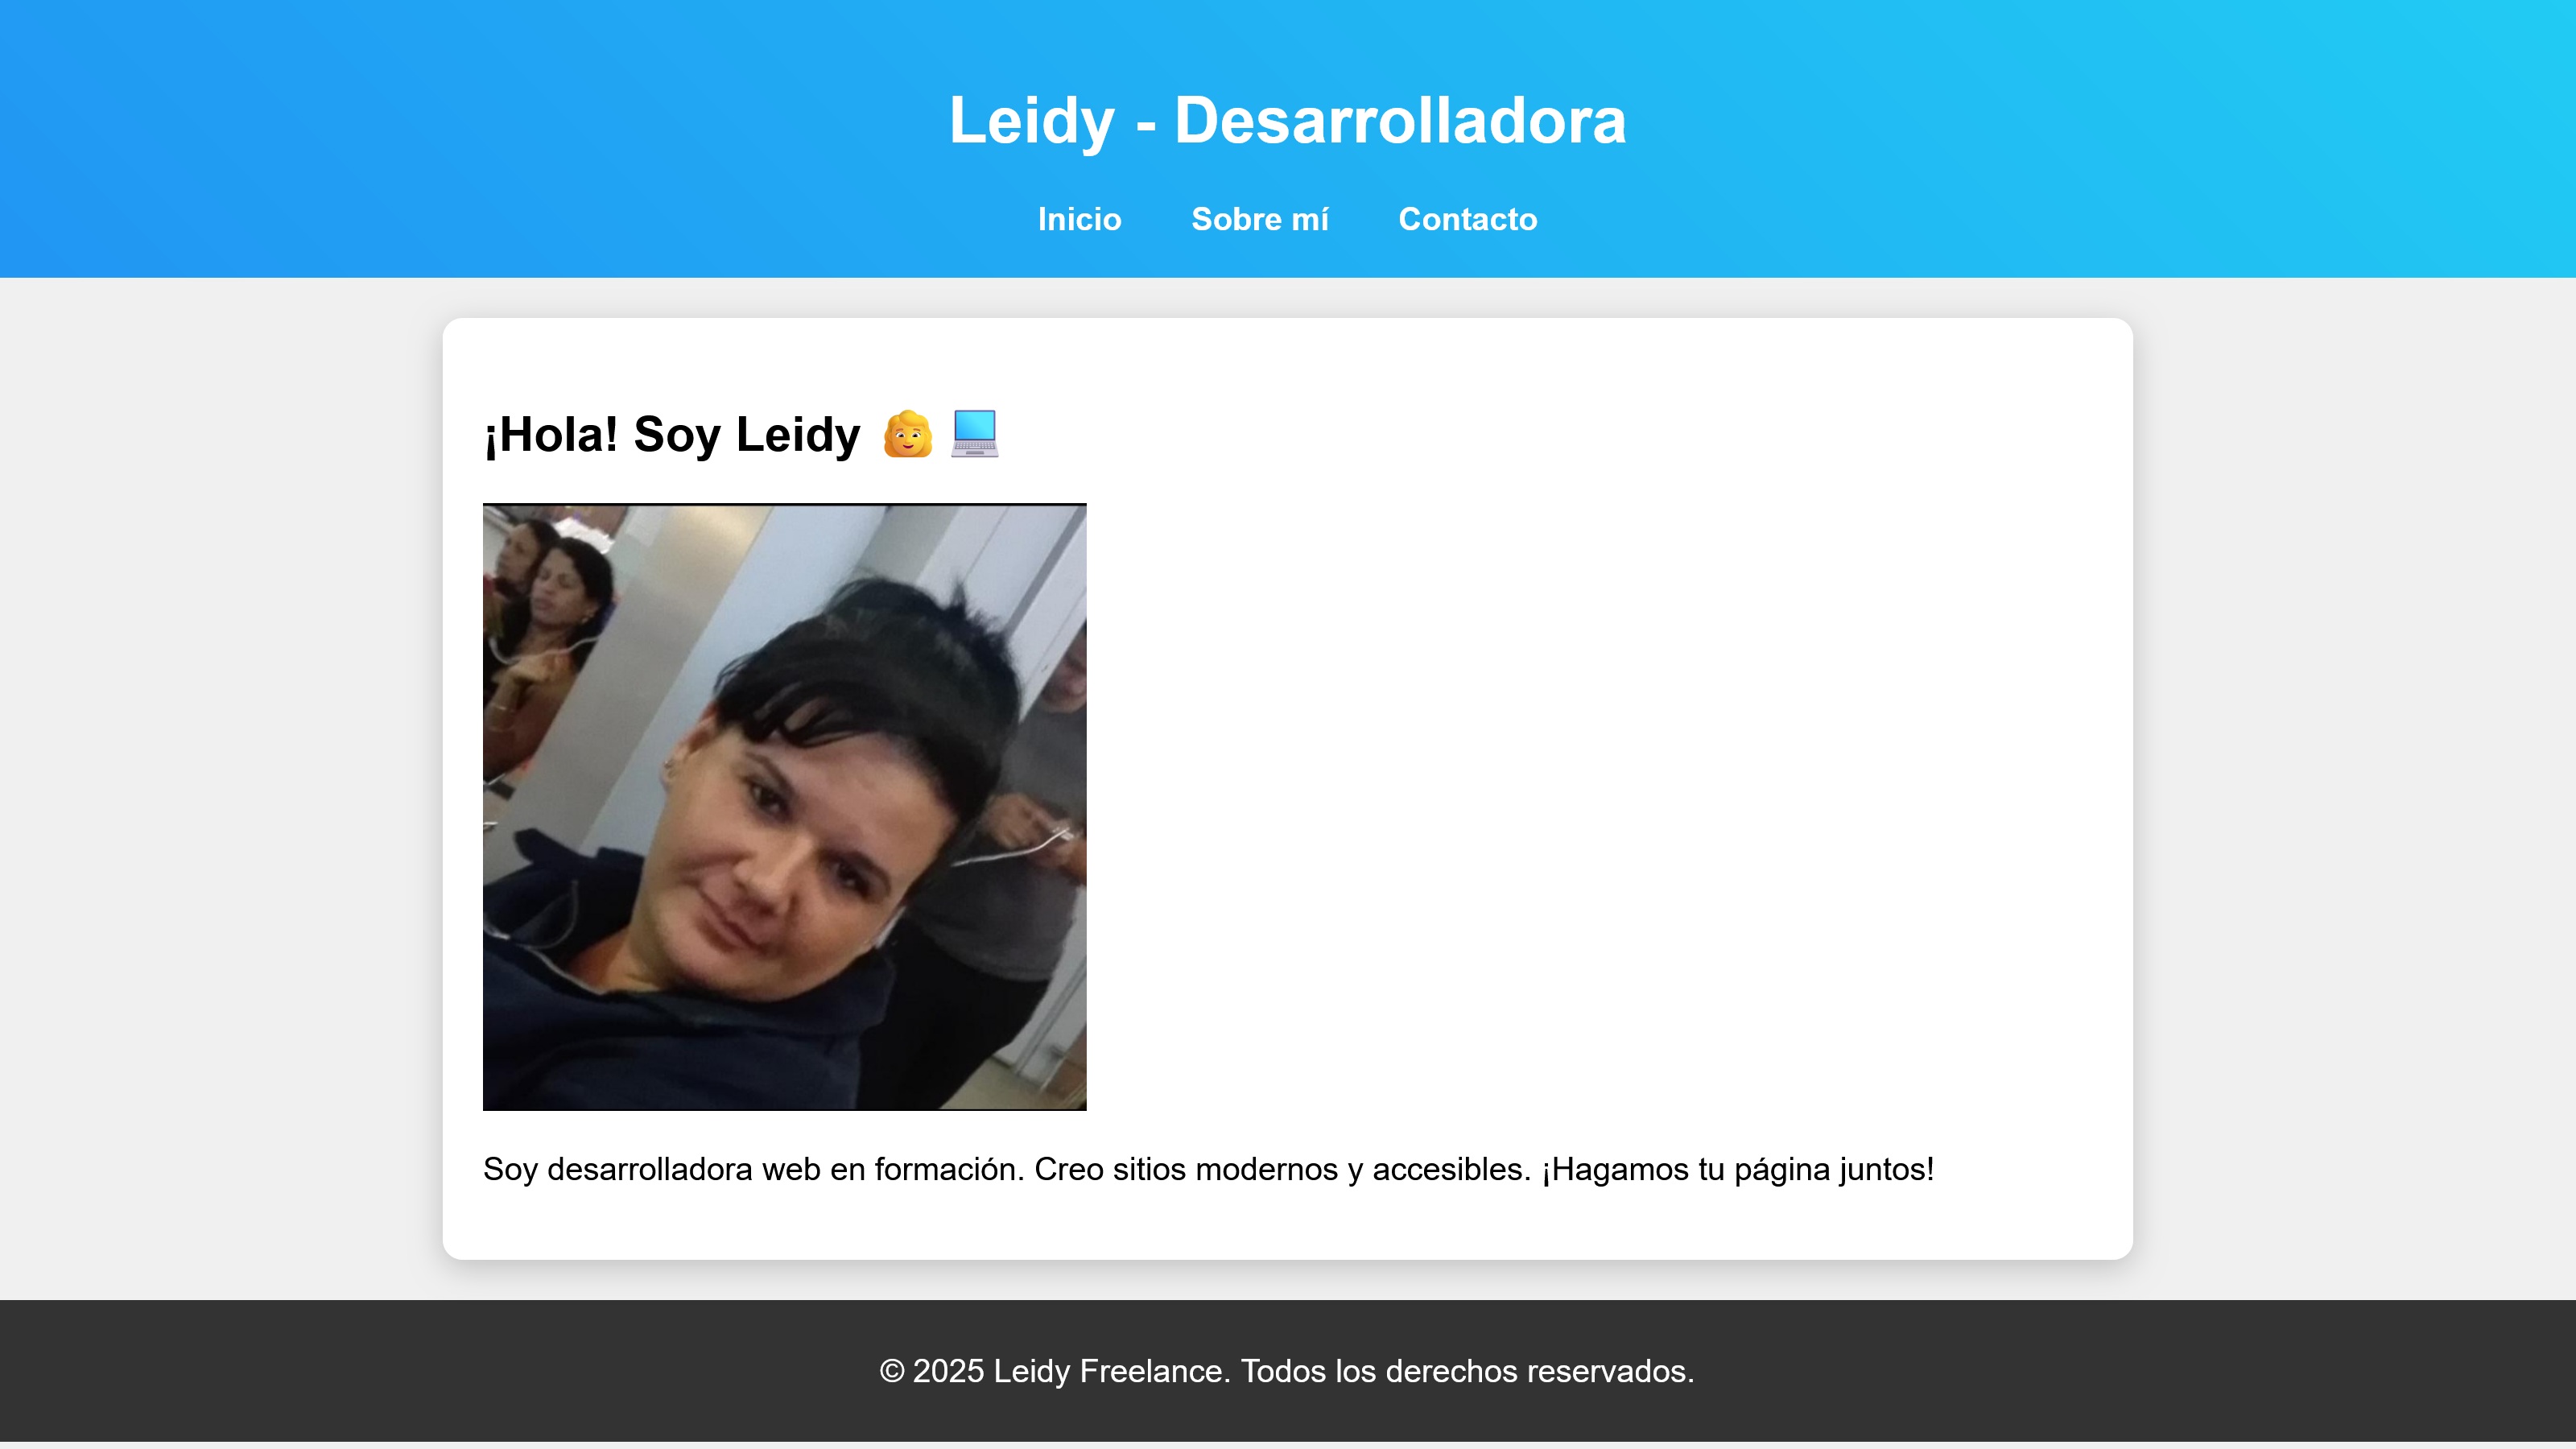 Leidy - Desarrolladora
Inicio Sobre mí Contacto
¡Hola! Soy Leidy 👩 💻
Soy desarrolladora web en formación. Creo sitios modernos y accesibles. ¡Hagamos tu página juntos!
© 2025 Leidy Freelance. Todos los derechos reservados.